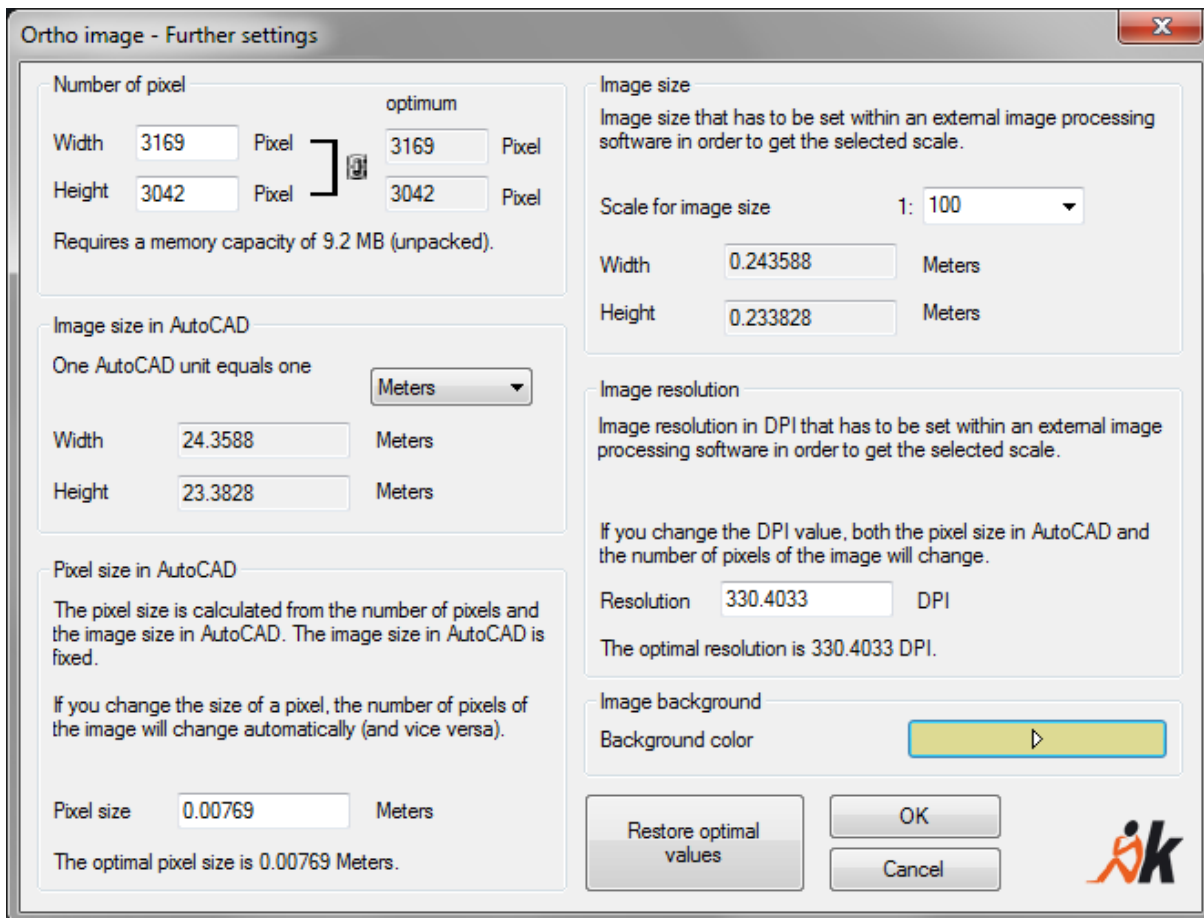 Ortho image - Further settings
Number of pixel
optimum
Width 3169 Pixel 3169 Pixel
Height 3042 Pixel 3042 Pixel
Requires a memory capacity of 9.2 MB (unpacked).
Image size in AutoCAD
One AutoCAD unit equals one
Meters
Width 24.3588 Meters
Height 23.3828 Meters
Pixel size in AutoCAD
The pixel size is calculated from the number of pixels and
the image size in AutoCAD. The image size in AutoCAD is
fixed.
If you change the size of a pixel, the number of pixels of
the image will change automatically (and vice versa).
Pixel size 0.00769 Meters
The optimal pixel size is 0.00769 Meters.
Image size
Image size that has to be set within an external image processing
software in order to get the selected scale.
Scale for image size 1: 100
Width 0.243588 Meters
Height 0.233828 Meters
Image resolution
Image resolution in DPI that has to be set within an external image
processing software in order to get the selected scale.
If you change the DPI value, both the pixel size in AutoCAD and
the number of pixels of the image will change.
Resolution 330.4033 DPI
The optimal resolution is 330.4033 DPI.
Image background
Background color
Restore optimal
values
OK
Cancel
k